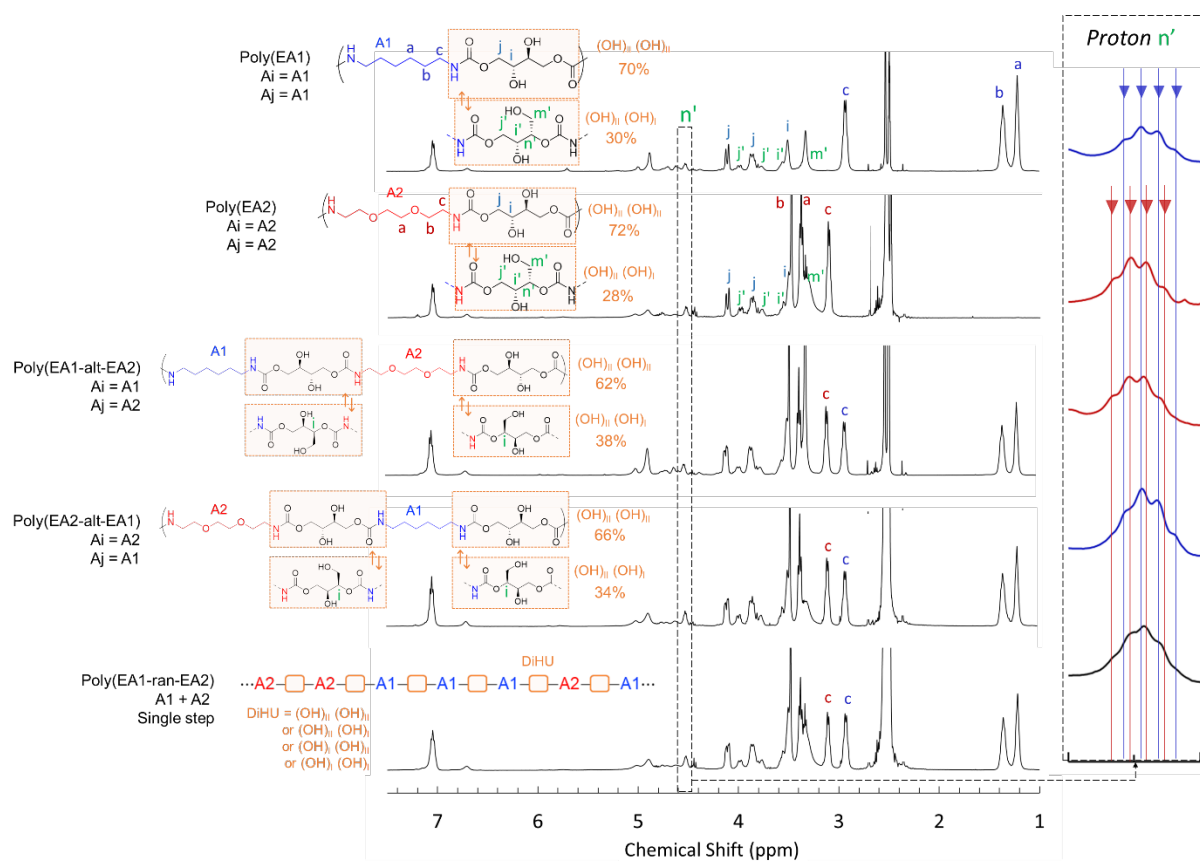 Proton n'
Poly(EA1)
Ai = A1
Aj = A1
A1
a
b
c
j
i
(OH)II (OH)II
70%
(OH)II (OH)I
30%
j'
i'
m'
n'
n'
j
j'
j
j'
i'
i
m'
c
b
a
Poly(EA2)
Ai = A2
Aj = A2
A2
a
b
c
j
i
(OH)II (OH)II
72%
(OH)II (OH)I
28%
j'
i'
m'
n'
j
j'
j
j'
i'
i
b
a
m'
c
Poly(EA1-alt-EA2)
Ai = A1
Aj = A2
A1
A2
(OH)II (OH)II
62%
(OH)II (OH)I
38%
i
i
c
c
Poly(EA2-alt-EA1)
Ai = A2
Aj = A1
A2
A1
(OH)II (OH)II
66%
(OH)II (OH)I
34%
i
i
c
c
Poly(EA1-ran-EA2)
A1 + A2
Single step
DiHU
···A2 A2 A1 A1 A1 A2 A1···
DiHU = (OH)II (OH)II
or (OH)II (OH)I
or (OH)I (OH)II
or (OH)I (OH)I
c
c
7 6 5 4 3 2 1
Chemical Shift (ppm)